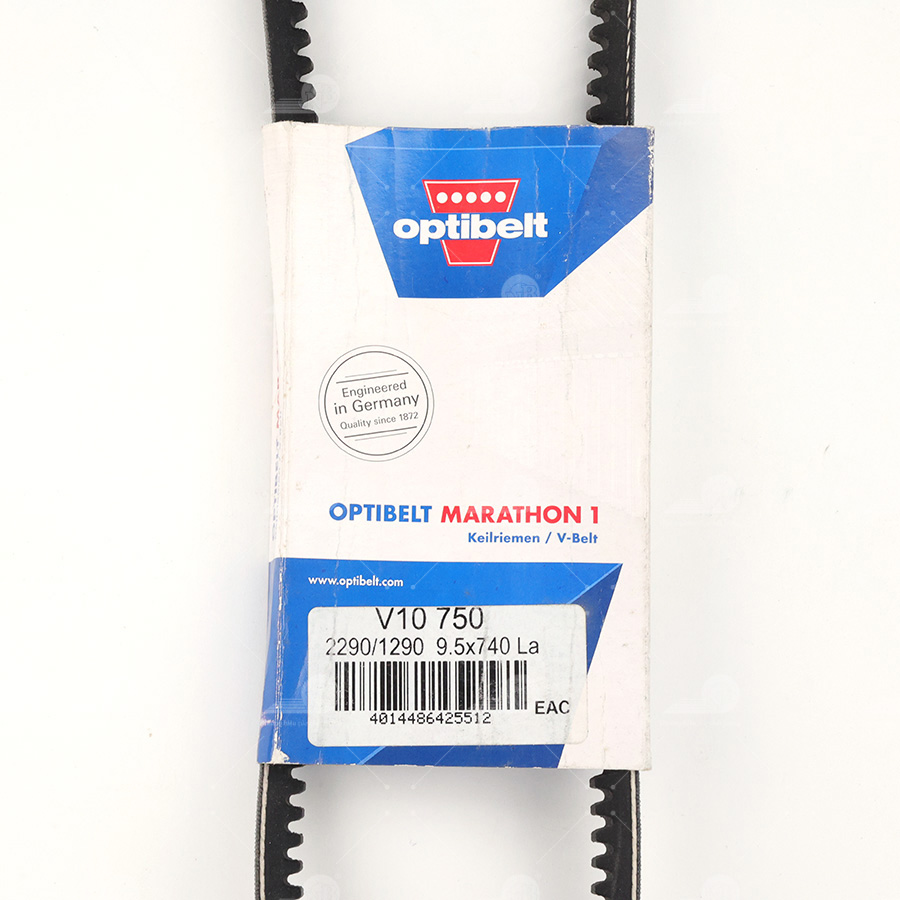 optibelt
Engineered
in Germany
Quality since 1872
OPTIBELT MARATHON 1
Keilriemen / V-Belt
www.optibelt.com
V10 750
2290/1290 9.5x740 La
4014486425512
EAC